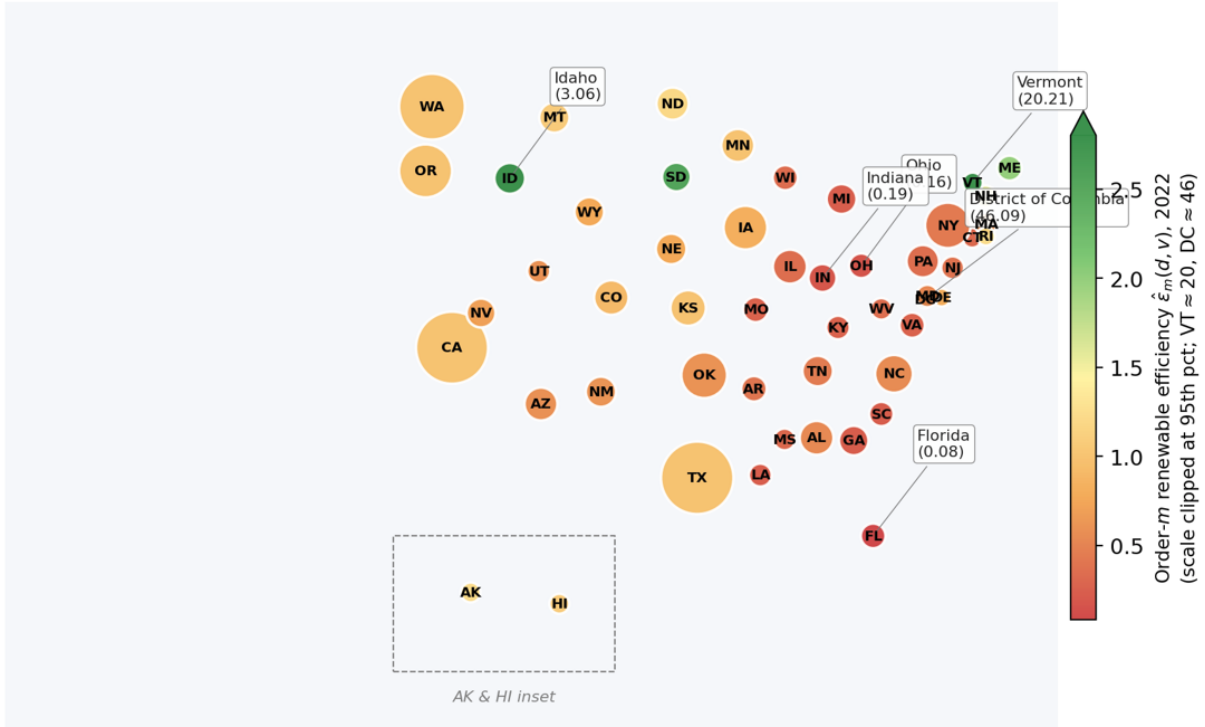 Idaho
(3.06)
Vermont
(20.21)
WA
MT
ND
MN
OR
ID
SD
WI
Ohio
16)
Indiana
(0.19)
VT
ME
NH
MI
WY
District of Co
(46.09)
IA
NY
MA
CT
RI
NE
UT
IL
IN
OH
PA
NJ
CO
NV
KS
MO
WV
DE
KY
VA
CA
OK
TN
NC
AZ
NM
AR
SC
MS
AL
GA
Florida
(0.08)
TX
LA
FL
AK
HI
AK & HI inset
2.5
2.0
1.5
1.0
0.5
Order-m renewable efficiency ε̂ₘ(d, v), 2022
(scale clipped at 95th pct; VT ≈ 20, DC ≈ 46)